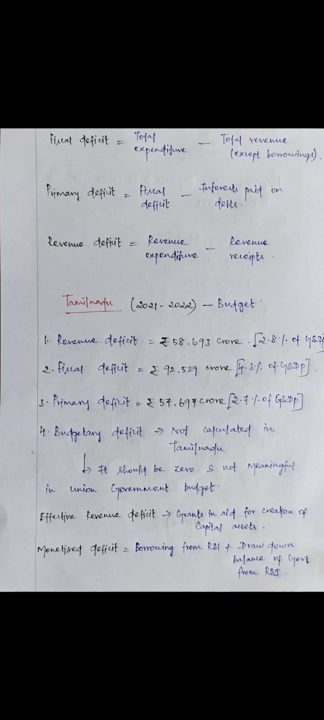 Fiscal deficit = Total expenditure - Total revenue (except borrowings).
Primary deficit = Fiscal deficit - Interests paid on debts.
Revenue deficit = Revenue expenditure - Revenue receipts.
Tamilnadu (2021-2022) - Budget
1. Revenue deficit = ₹ 58,693 crore [2.8% of GSDP
2. Fiscal deficit = ₹ 92,529 crore [4.3% of GSDP].
3. Primary deficit = ₹ 57,697 crore [2.7% of GSDP]
4. Budgetary deficit → Not calculated in
Tamilnadu
↳ It should be zero & not Meaningful
in Union Government budget
Effective Revenue deficit → Grants in aid for creation of
Capital assets.
Monetised deficit = Borrowing from RBI + Draw down
balance of Govt
from RBI.